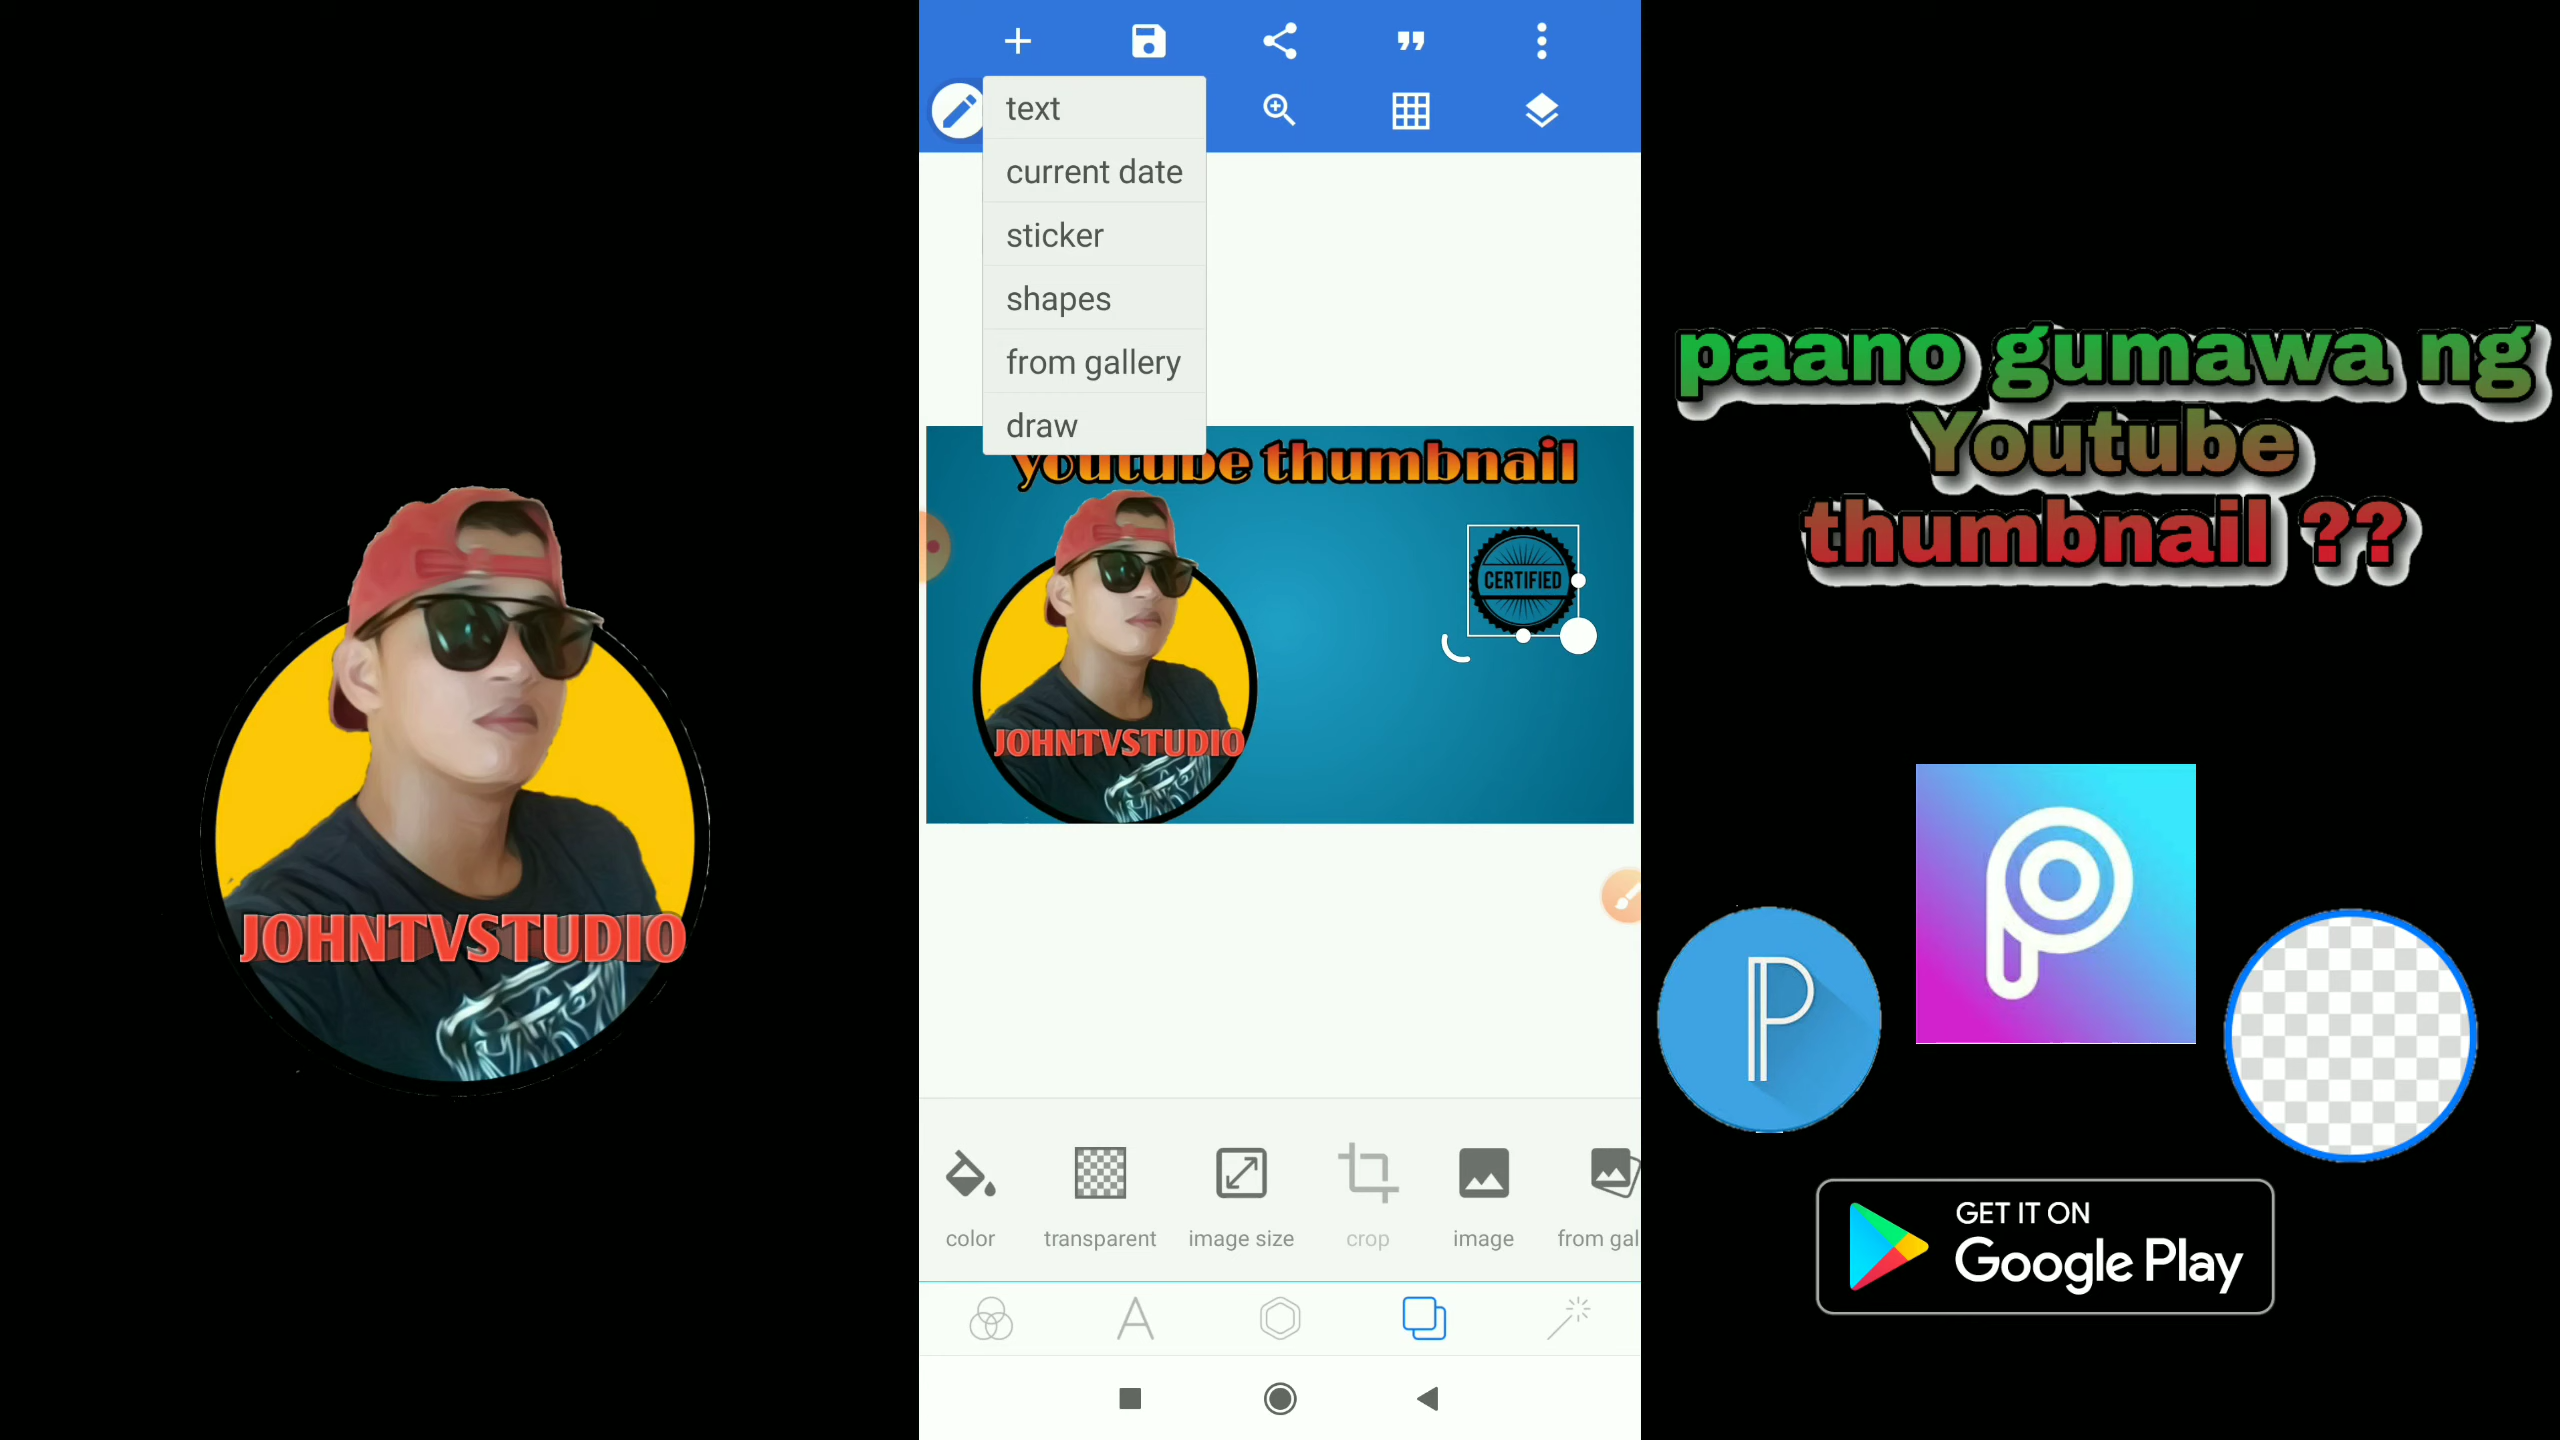 text
current date
sticker
shapes
from gallery
draw
youtube thumbnail
CERTIFIED
JOHNTVSTUDIO
JOHNTVSTUDIO
color
transparent
image size
crop
image
from gal
paano gumawa ng
Youtube
thumbnail ??
GET IT ON
Google Play